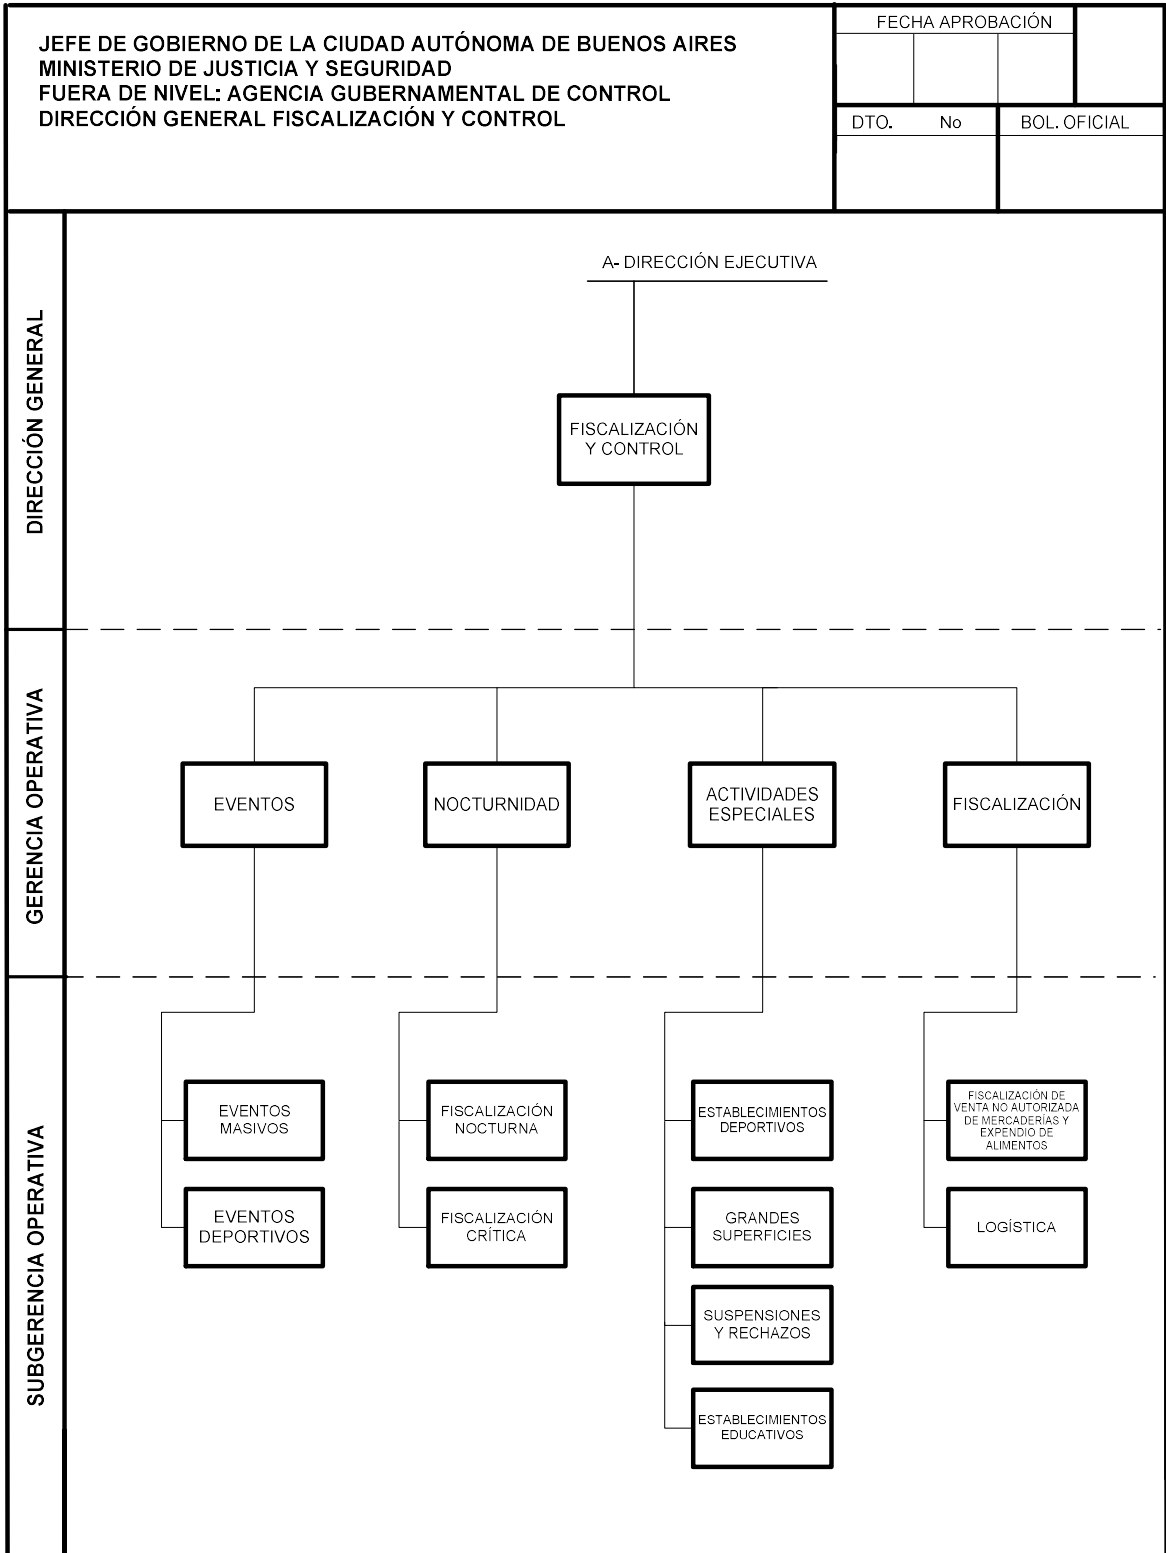 JEFE DE GOBIERNO DE LA CIUDAD AUTÓNOMA DE BUENOS AIRES
MINISTERIO DE JUSTICIA Y SEGURIDAD
FUERA DE NIVEL: AGENCIA GUBERNAMENTAL DE CONTROL
DIRECCIÓN GENERAL FISCALIZACIÓN Y CONTROL
FECHA APROBACIÓN
DTO. No
BOL. OFICIAL
DIRECCIÓN GENERAL
A- DIRECCIÓN EJECUTIVA
FISCALIZACIÓN
Y CONTROL
GERENCIA OPERATIVA
EVENTOS
NOCTURNIDAD
ACTIVIDADES
ESPECIALES
FISCALIZACIÓN
SUBGERENCIA OPERATIVA
EVENTOS
MASIVOS
EVENTOS
DEPORTIVOS
FISCALIZACIÓN
NOCTURNA
FISCALIZACIÓN
CRÍTICA
ESTABLECIMIENTOS
DEPORTIVOS
GRANDES
SUPERFICIES
SUSPENSIONES
Y RECHAZOS
ESTABLECIMIENTOS
EDUCATIVOS
FISCALIZACIÓN DE
VENTA NO AUTORIZADA
DE MERCADERÍAS Y
EXPENDIO DE
ALIMENTOS
LOGÍSTICA